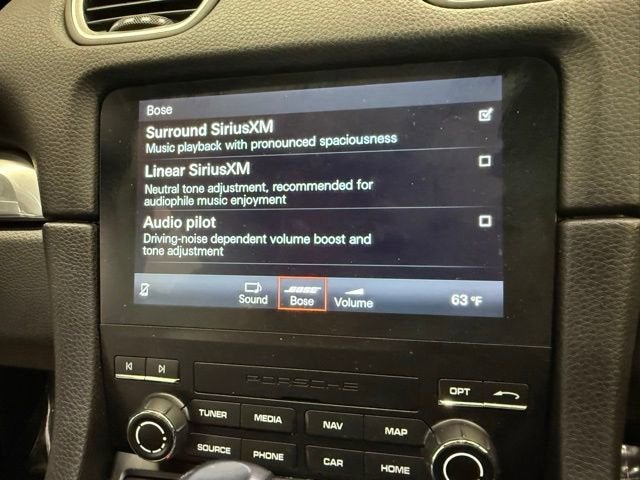 Bose
Surround SiriusXM
Music playback with pronounced spaciousness
Linear SiriusXM
Neutral tone adjustment, recommended for
audiophile music enjoyment
Audio pilot
Driving-noise dependent volume boost and
tone adjustment
Sound
BOSE
Bose
Volume
63 °F
PORSCHE
OPT
TUNER
MEDIA
NAV
MAP
SOURCE
PHONE
CAR
HOME